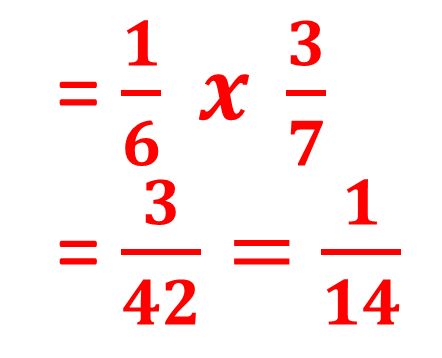 = 1/6 x 3/7
= 3/42 = 1/14